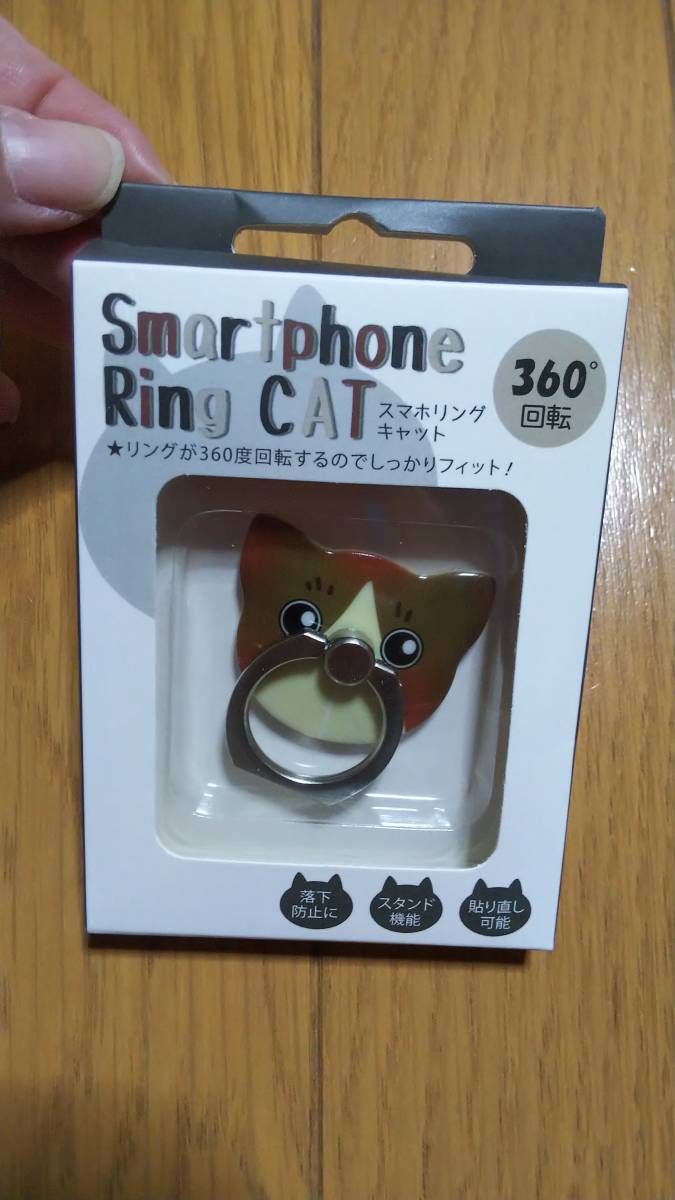 Smartphone
Ring CAT
スマホリング
キャット
360°
回転
★リングが360度回転するのでしっかりフィット！
落下
防止に
スタンド
機能
貼り直し
可能